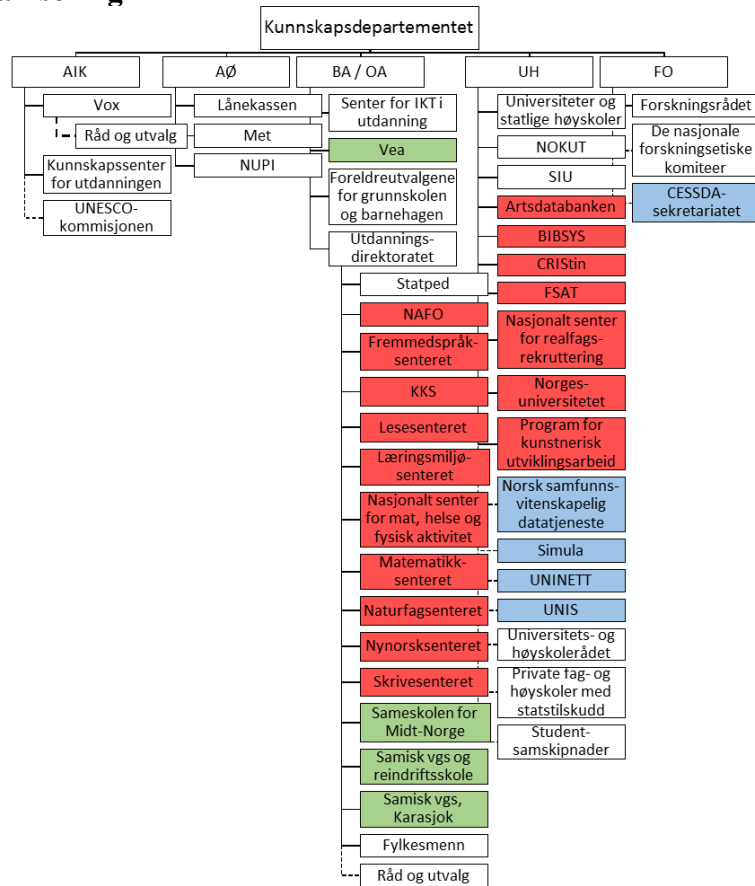 Kunnskapsdepartementet
AIK
AØ
BA / OA
UH
FO
Vox
Råd og utvalg
Kunnskapssenter
for utdanningen
UNESCO-
kommisjonen
Lånekassen
Met
NUPI
Senter for IKT i
utdanning
Vea
Foreldreutvalgene
for grunnskolen
og barnehagen
Utdannings-
direktoratet
Statped
NAFO
Fremmedspråk-
senteret
KKS
Lesesenteret
Læringsmiljø-
senteret
Nasjonalt senter
for mat, helse og
fysisk aktivitet
Matematikk-
senteret
Naturfagsenteret
Nynorsksenteret
Skrivesenteret
Sameskolen for
Midt-Norge
Samisk vgs og
reindriftsskole
Samisk vgs,
Karasjok
Fylkesmenn
Råd og utvalg
Universiteter og
statlige høyskoler
NOKUT
SIU
Artsdatabanken
BIBSYS
CRIStin
FSAT
Nasjonalt senter
for realfags-
rekruttering
Norges-
universitetet
Program for
kunstnerisk
utviklingsarbeid
Norsk samfunns-
vitenskapelig
datatjeneste
Simula
UNINETT
UNIS
Universitets- og
høyskolerådet
Private fag- og
høyskoler med
statstilskudd
Student-
samskipnader
Forskningsrådet
De nasjonale
forskningsetiske
komiteer
CESSDA-
sekretariatet